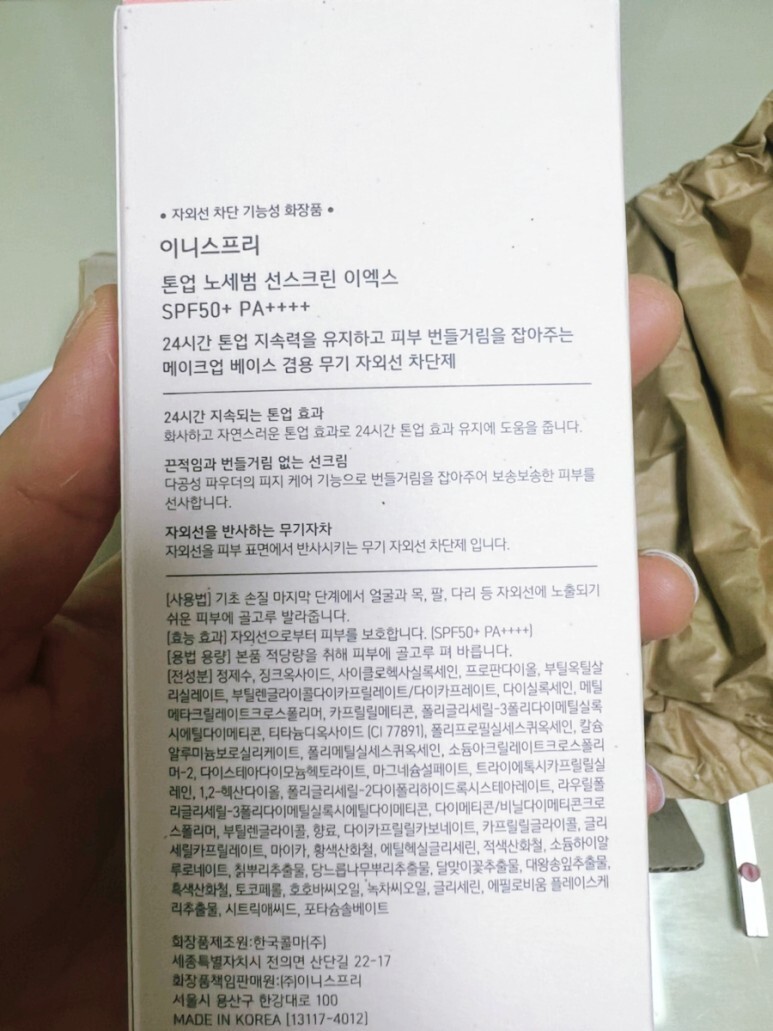 • 자외선 차단 기능성 화장품 •
이니스프리
톤업 노세범 선스크린 이엑스
SPF50+ PA++++
24시간 톤업 지속력을 유지하고 피부 번들거림을 잡아주는
메이크업 베이스 겸용 무기 자외선 차단제
24시간 지속되는 톤업 효과
화사하고 자연스러운 톤업 효과로 24시간 톤업 효과 유지에 도움을 줍니다.
끈적임과 번들거림 없는 선크림
다공성 파우더의 피지 케어 기능으로 번들거림을 잡아주어 보송보송한 피부를
선사합니다.
자외선을 반사하는 무기자차
자외선을 피부 표면에서 반사시키는 무기 자외선 차단제 입니다.
[사용법] 기초 손질 마지막 단계에서 얼굴과 목, 팔, 다리 등 자외선에 노출되기
쉬운 피부에 골고루 발라줍니다.
[효능 효과] 자외선으로부터 피부를 보호합니다. (SPF50+ PA++++)
[용법 용량] 본품 적당량을 취해 피부에 골고루 펴 바릅니다.
[전성분] 정제수, 징크옥사이드, 사이클로헥사실록세인, 프로판다이올, 부틸옥틸살
리실레이트, 부틸렌글라이콜다이카프릴레이트/다이카프레이트, 다이실록세인, 메틸
메타크릴레이트크로스폴리머, 카프릴릴메티콘, 폴리글리세릴-3폴리다이메틸실록
시에틸다이메티콘, 티타늄디옥사이드 (CI 77891), 폴리프로필실세스퀴옥세인, 칼슘
알루미늄보로실리케이트, 폴리메틸실세스퀴옥세인, 소듐아크릴레이트크로스폴리
머-2, 다이스테아다이모늄헥토라이트, 마그네슘설페이트, 트라이에톡시카프릴릴실
레인, 1,2-헥산다이올, 폴리글리세릴-2다이폴리하이드록시스테아레이트, 라우릴폴
리글리세릴-3폴리다이메틸실록시에틸다이메티콘, 다이메티콘/비닐다이메티콘크로
스폴리머, 부틸렌글라이콜, 향료, 다이카프릴릴카보네이트, 카프릴릴글라이콜, 글리
세릴카프릴레이트, 마이카, 황색산화철, 에틸헥실글리세린, 적색산화철, 소듐하이알
루로네이트, 칡뿌리추출물, 당느릅나무뿌리추출물, 달맞이꽃추출물, 대왕송잎추출물,
흑색산화철, 토코페롤, 호호바씨오일, 녹차씨오일, 글리세린, 에필로비움 플레이스케
리추출물, 시트릭애씨드, 포타슘솔베이트
화장품제조원:한국콜마(주)
세종특별자치시 전의면 산단길 22-17
화장품책임판매원:(주)이니스프리
서울시 용산구 한강대로 100
MADE IN KOREA [13117-4012]